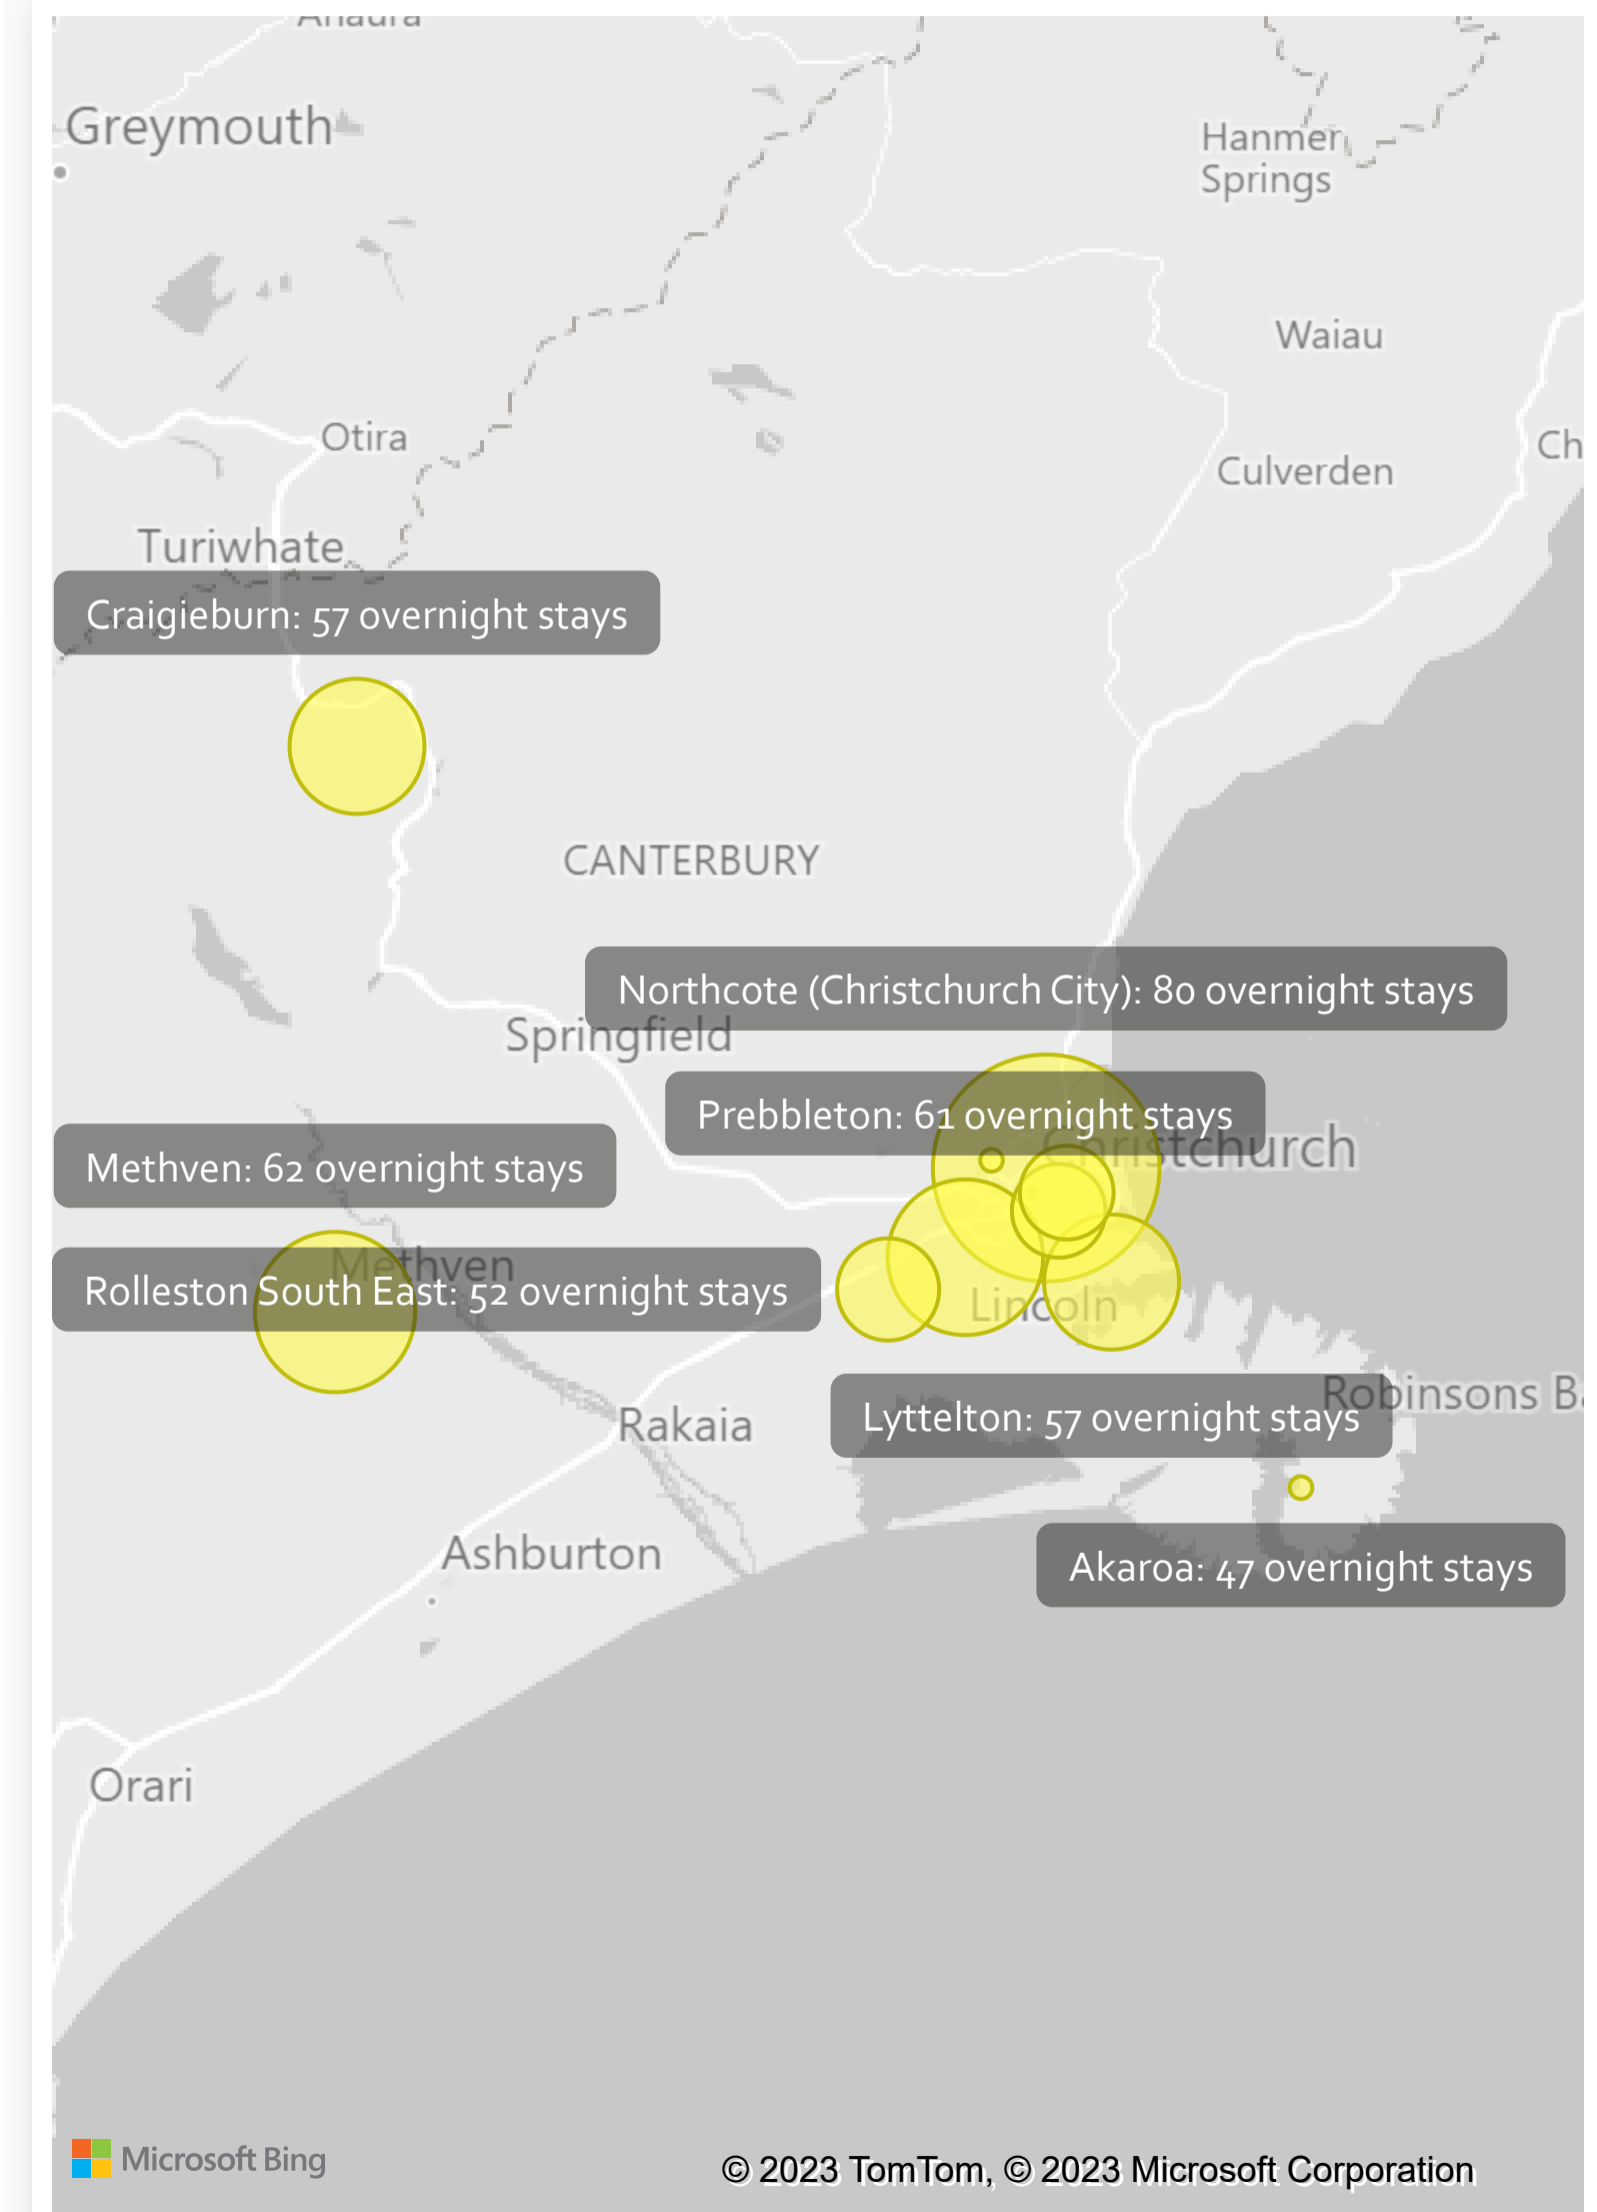 Ahaura
Greymouth
Hanmer
Springs
Waiau
Otira
Ch
Culverden
Turiwhate
Craigieburn: 57 overnight stays
CANTERBURY
Northcote (Christchurch City): 80 overnight stays
Springfield
Prebbleton: 61 overnight stays
Christchurch
Methven: 62 overnight stays
Methven
Rolleston South East: 52 overnight stays
Lincoln
Robinsons Ba
Lyttelton: 57 overnight stays
Rakaia
Ashburton
Akaroa: 47 overnight stays
Orari
Microsoft Bing
© 2023 TomTom, © 2023 Microsoft Corporation